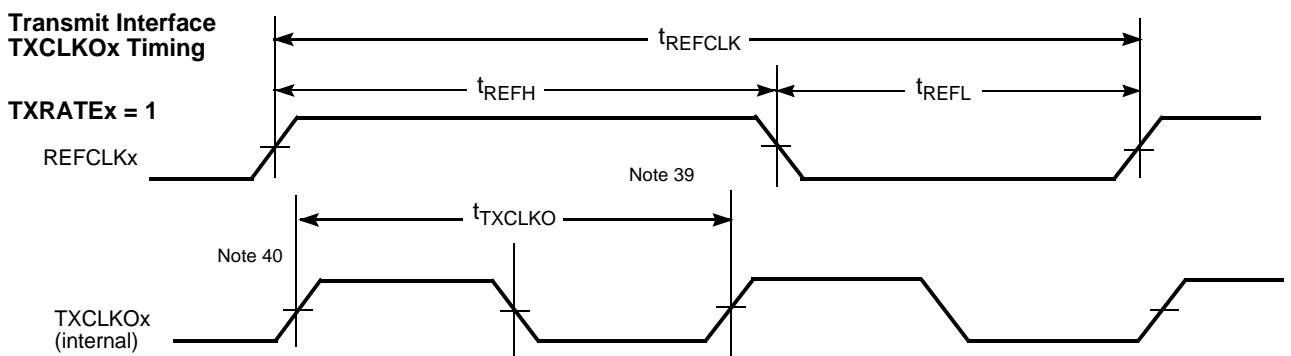 Transmit Interface
TXCLKOx Timing
tREFCLK
tREFH
tREFL
TXRATEx = 1
REFCLKx
Note 39
tTXCLKO
Note 40
TXCLKOx
(internal)